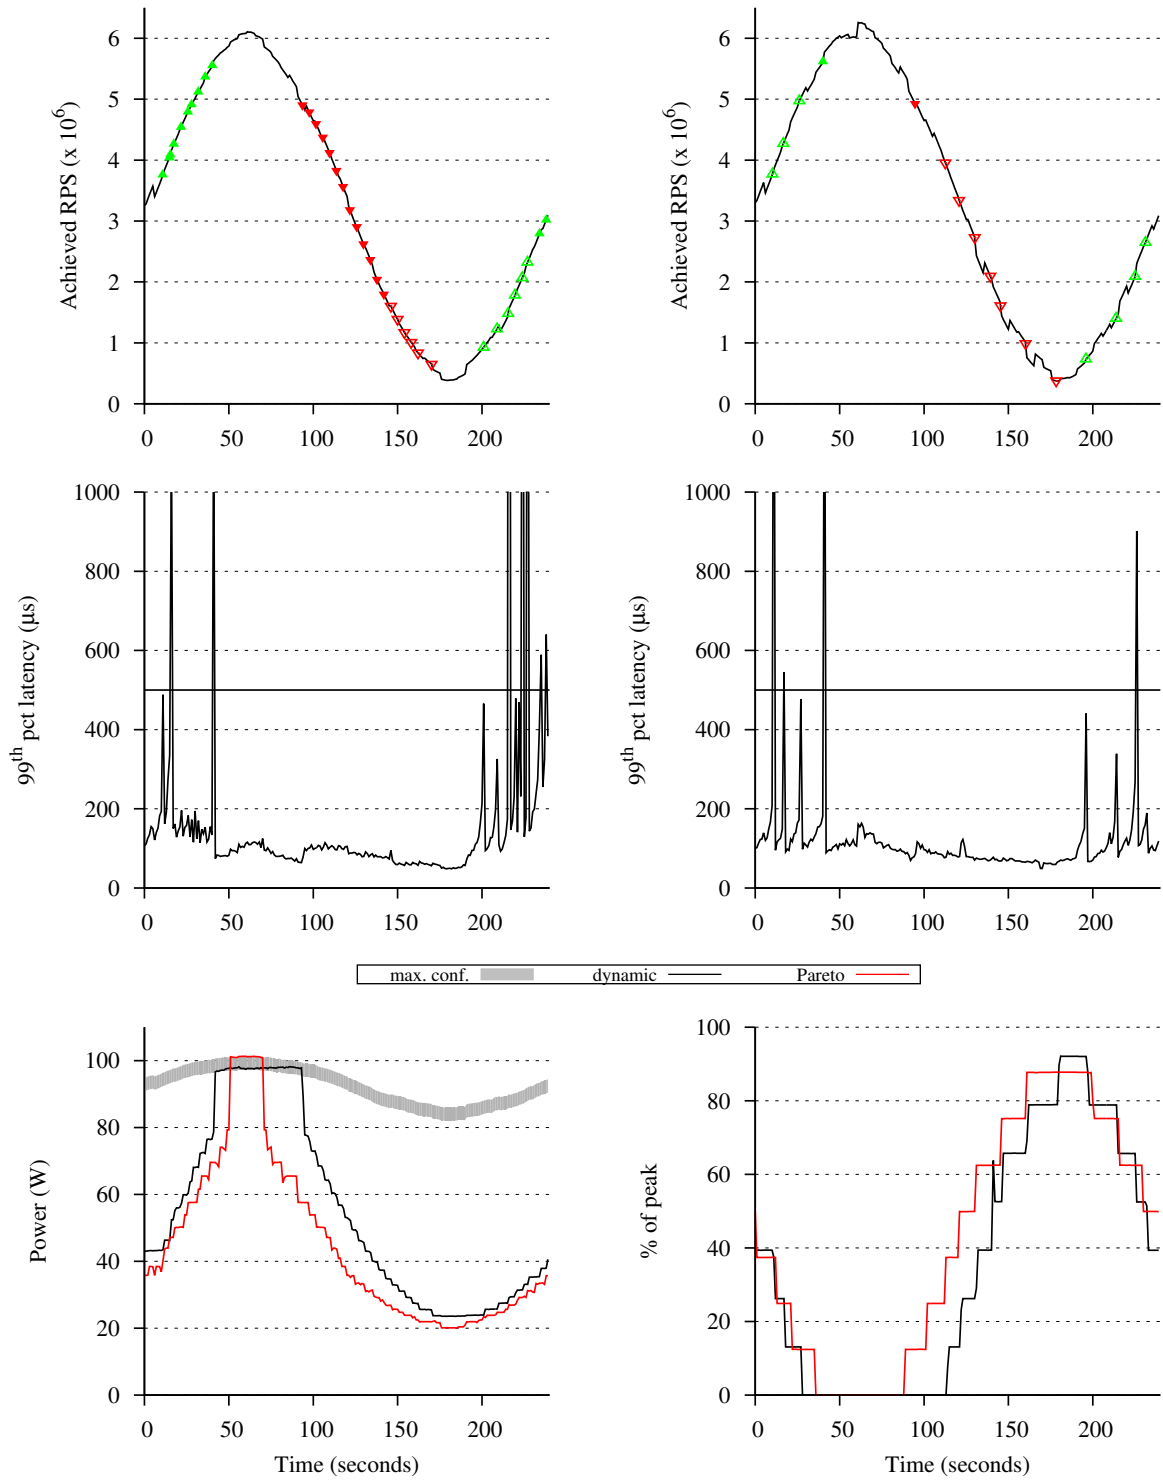 Achieved RPS (x 10^6)
6
5
4
3
2
1
0
0 50 100 150 200
Achieved RPS (x 10^6)
6
5
4
3
2
1
0
0 50 100 150 200
99th pct latency (µs)
1000
800
600
400
200
0
0 50 100 150 200
99th pct latency (µs)
1000
800
600
400
200
0
0 50 100 150 200
max. conf. dynamic Pareto
Power (W)
100
80
60
40
20
0
0 50 100 150 200
Time (seconds)
% of peak
100
80
60
40
20
0
0 50 100 150 200
Time (seconds)